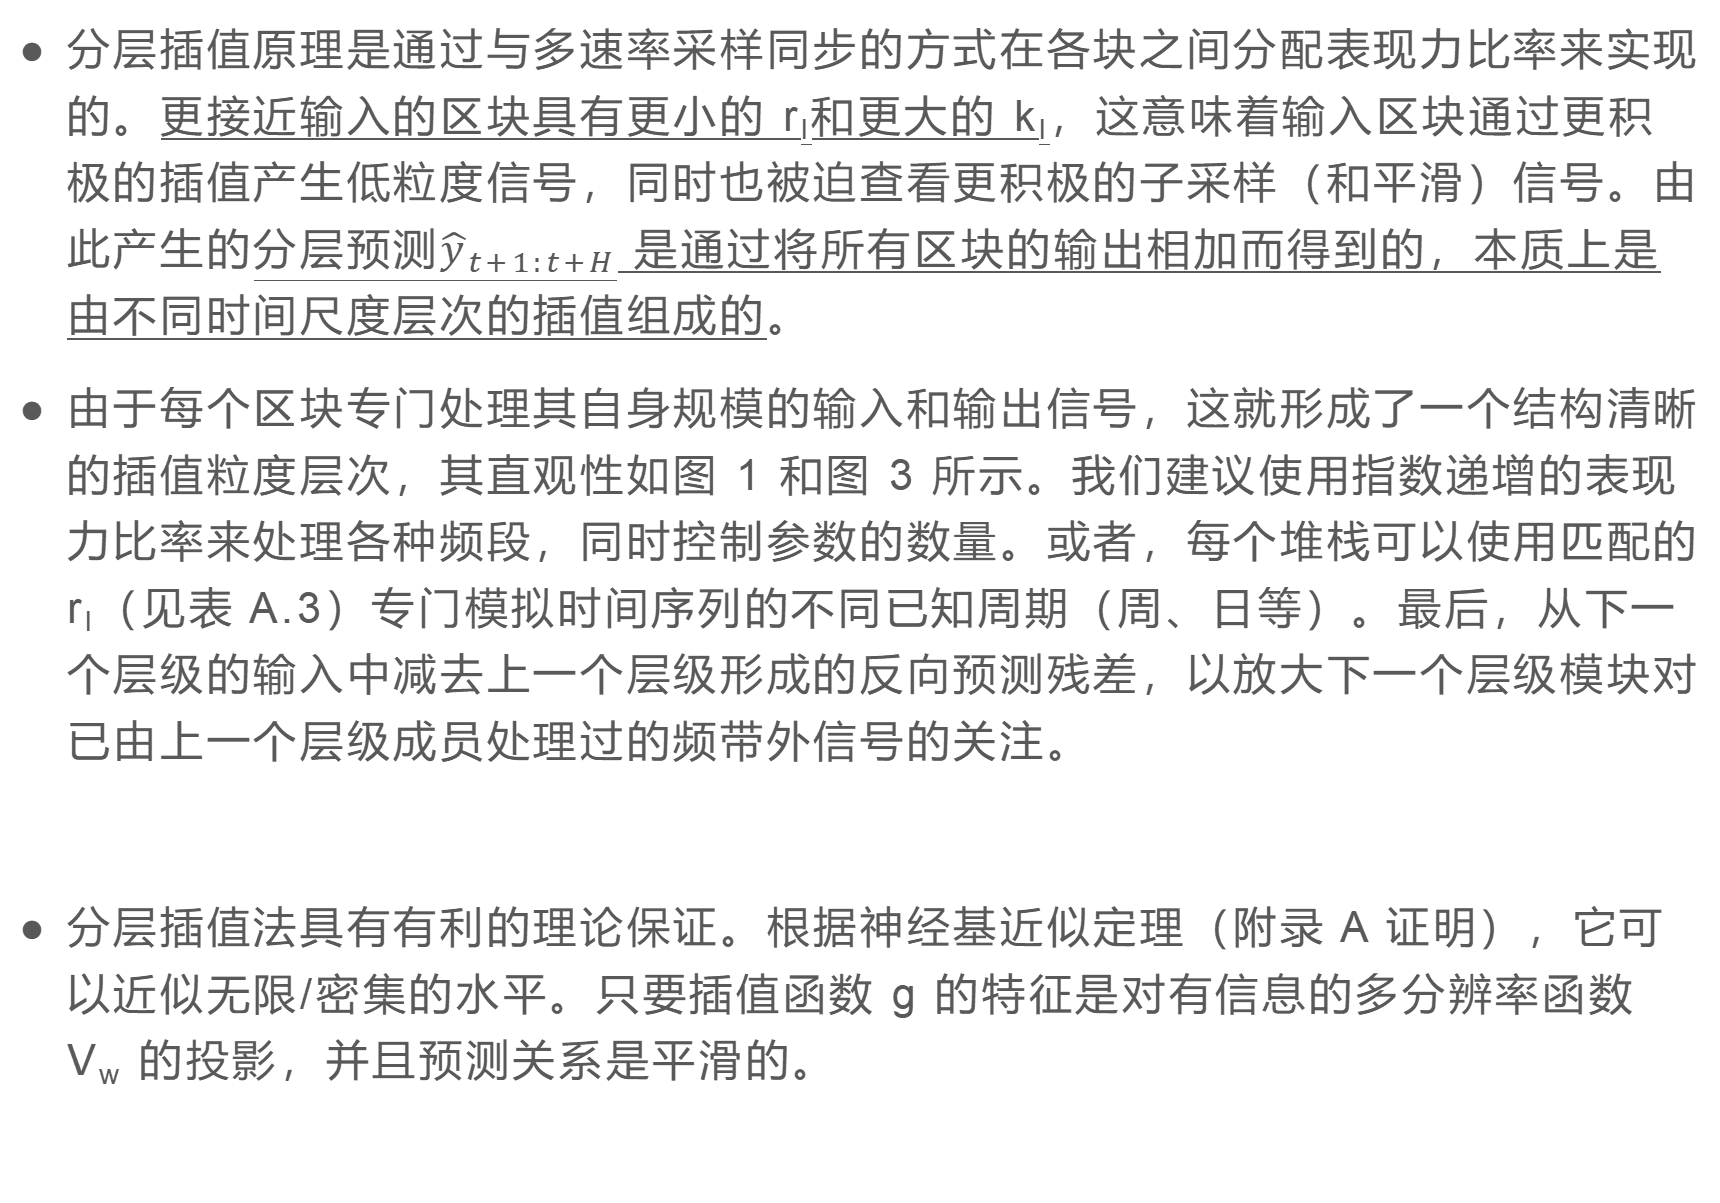 ● 分层插值原理是通过与多速率采样同步的方式在各块之间分配表现力比率来实现
的。更接近输入的区块具有更小的 rₗ和更大的 kₗ，这意味着输入区块通过更积
极的插值产生低粒度信号，同时也被迫查看更积极的子采样（和平滑）信号。由
此产生的分层预测ŷt+1:t+H 是通过将所有区块的输出相加而得到的，本质上是
由不同时间尺度层次的插值组成的。
● 由于每个区块专门处理其自身规模的输入和输出信号，这就形成了一个结构清晰
的插值粒度层次，其直观性如图 1 和图 3 所示。我们建议使用指数递增的表现
力比率来处理各种频段，同时控制参数的数量。或者，每个堆栈可以使用匹配的
rₗ（见表 A.3）专门模拟时间序列的不同已知周期（周、日等）。最后，从下一
个层级的输入中减去上一个层级形成的反向预测残差，以放大下一个层级模块对
已由上一个层级成员处理过的频带外信号的关注。
● 分层插值法具有有利的理论保证。根据神经基近似定理（附录 A 证明），它可
以近似无限/密集的水平。只要插值函数 g 的特征是对有信息的多分辨率函数
Vw 的投影，并且预测关系是平滑的。